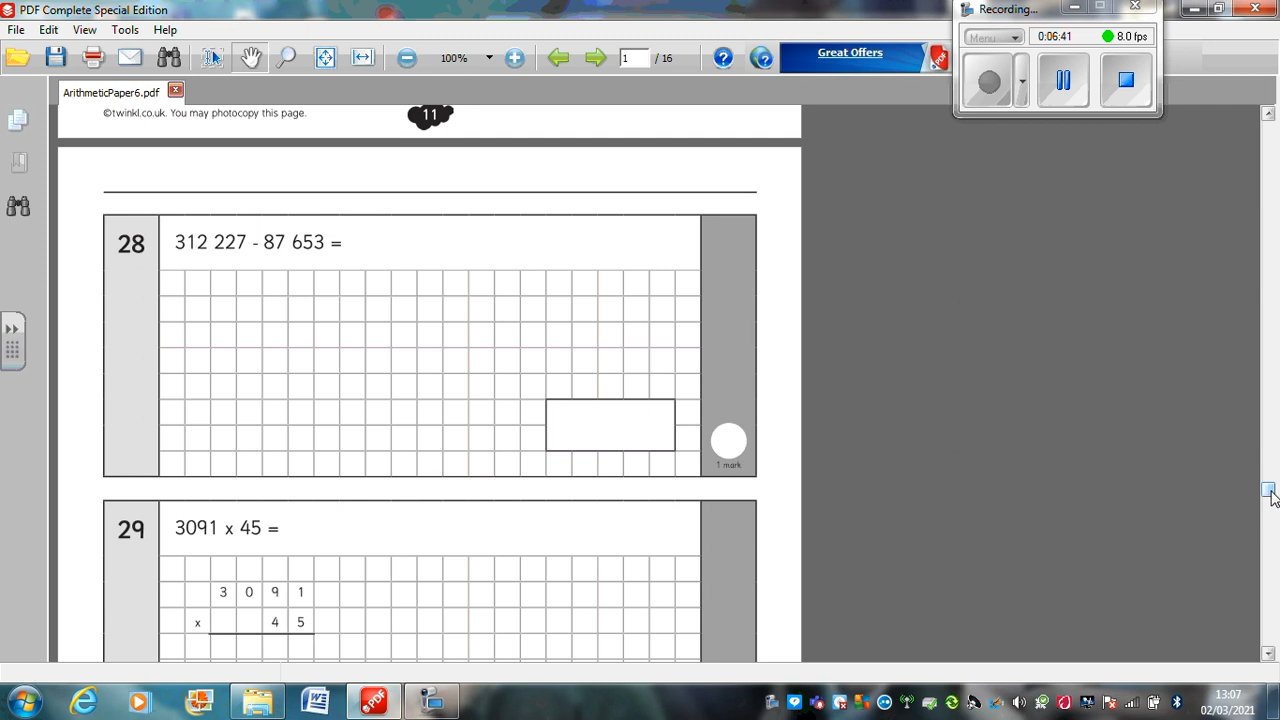 PDF Complete Special Edition
Recording...
File Edit View Tools Help
Menu 0:06:41 8.0 fps
100% 1 / 16 Great Offers
ArithmeticPaper6.pdf
©twinkl.co.uk. You may photocopy this page.
11
28 312 227 - 87 653 =
1 mark
29 3091 x 45 =
3 0 9 1
x 4 5
13:07
02/03/2021